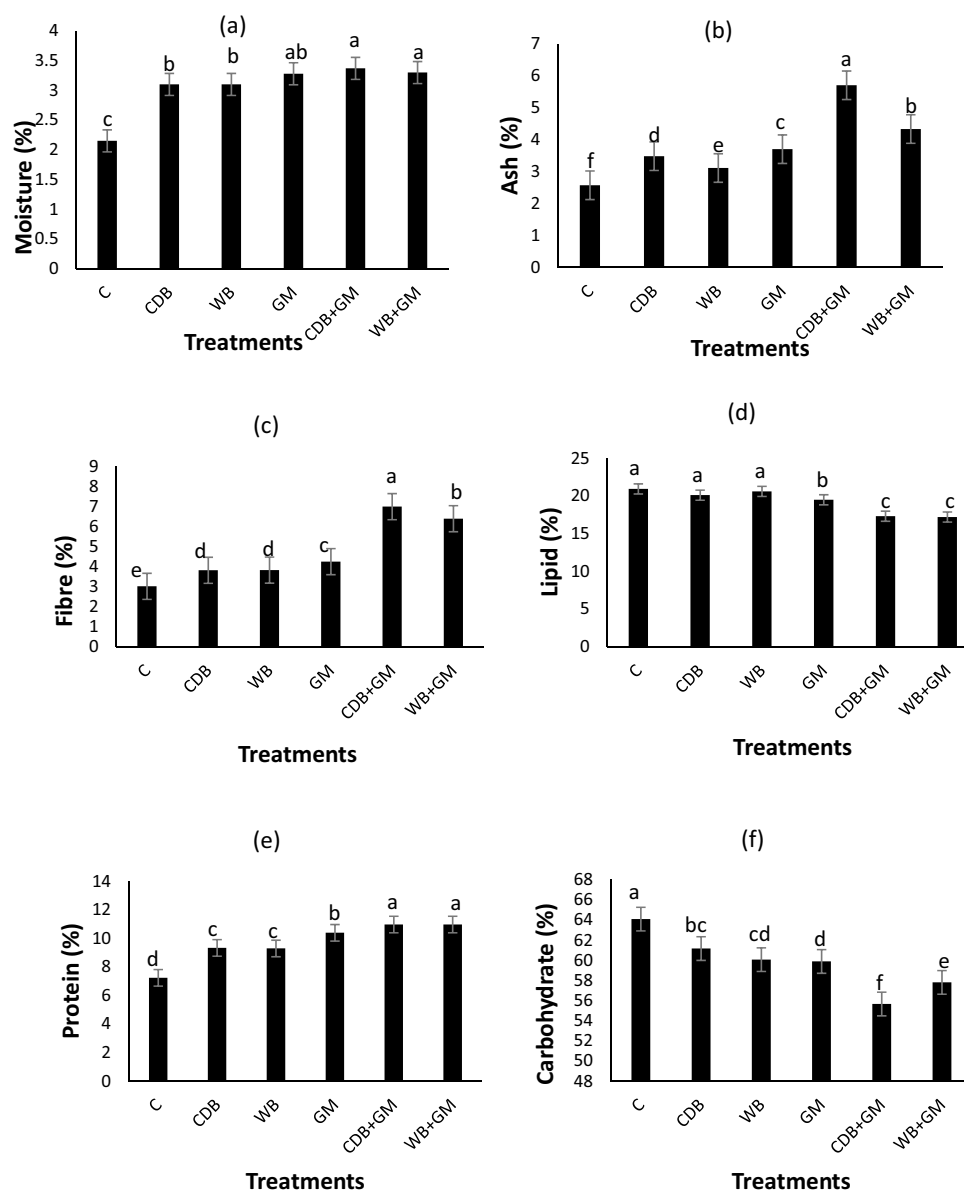 (a)
Moisture (%)
4
3.5
3
2.5
2
1.5
1
0.5
0
c
b
b
ab
a
a
C
CDB
WB
GM
CDB+GM
WB+GM
Treatments
(b)
Ash (%)
7
6
5
4
3
2
1
0
f
d
e
c
a
b
C
CDB
WB
GM
CDB+GM
WB+GM
Treatments
(c)
Fibre (%)
9
8
7
6
5
4
3
2
1
0
e
d
d
c
a
b
C
CDB
WB
GM
CDB+GM
WB+GM
Treatments
(d)
Lipid (%)
25
20
15
10
5
0
a
a
a
b
c
c
C
CDB
WB
GM
CDB+GM
WB+GM
Treatments
(e)
Protein (%)
14
12
10
8
6
4
2
0
d
c
c
b
a
a
C
CDB
WB
GM
CDB+GM
WB+GM
Treatments
(f)
Carbohydrate (%)
68
66
64
62
60
58
56
54
52
50
48
a
bc
cd
d
f
e
C
CDB
WB
GM
CDB+GM
WB+GM
Treatments